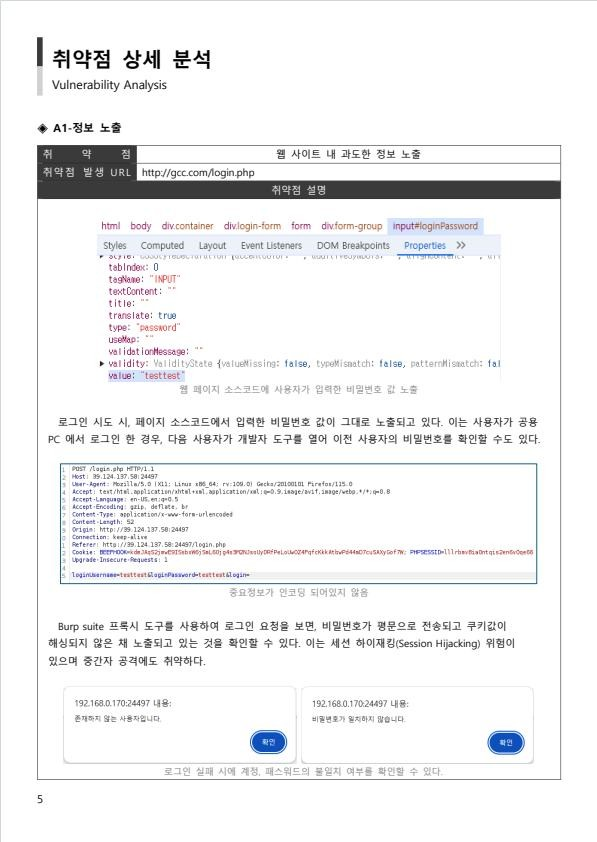 취약점 상세 분석
Vulnerability Analysis
◈ A1-정보 노출
취 약 점 웹 사이트 내 과도한 정보 노출
취약점 발생 URL http://gcc.com/login.php
취약점 설명
html body div.container div.login-form form div.form-group input#loginPassword
Styles Computed Layout Event Listeners DOM Breakpoints Properties >>
tabIndex: 0
tagName: "INPUT"
textContent: ""
title: ""
translate: true
type: "password"
useMap: ""
validationMessage: ""
▶ validity: ValidityState {valueMissing: false, typeMismatch: false, patternMismatch: fal
value: "testtest"
웹 페이지 소스코드에 사용자가 입력한 비밀번호 값 노출
로그인 시도 시, 페이지 소스코드에서 입력한 비밀번호 값이 그대로 노출되고 있다. 이는 사용자가 공용
PC 에서 로그인 한 경우, 다음 사용자가 개발자 도구를 열어 이전 사용자의 비밀번호를 확인할 수도 있다.
1 POST /login.php HTTP/1.1
2 Host: 39.124.137.58:24497
3 User-Agent: Mozilla/5.0 (X11; Linux x86_64; rv:109.0) Gecko/20100101 Firefox/115.0
4 Accept: text/html,application/xhtml+xml,application/xml;q=0.9,image/avif,image/webp,*/*;q=0.8
5 Accept-Language: en-US,en;q=0.5
6 Accept-Encoding: gzip, deflate, br
7 Content-Type: application/x-www-form-urlencoded
8 Content-Length: 52
9 Origin: http://39.124.137.58:24497
0 Connection: keep-alive
1 Referer: http://39.124.137.58:24497/login.php
2 Cookie: PHPSESSID=
3 Upgrade-Insecure-Requests: 1
5 loginUsername=testtest&loginPassword=testtest&login=
중요정보가 인코딩 되어있지 않음
Burp suite 프록시 도구를 사용하여 로그인 요청을 보면, 비밀번호가 평문으로 전송되고 쿠키값이
해싱되지 않은 채 노출되고 있는 것을 확인할 수 있다. 이는 세션 하이재킹(Session Hijacking) 위험이
있으며 중간자 공격에도 취약하다.
192.168.0.170:24497 내용:
존재하지 않는 사용자입니다.
확인
192.168.0.170:24497 내용:
비밀번호가 일치하지 않습니다.
확인
로그인 실패 시에 계정, 패스워드의 불일치 여부를 확인할 수 있다.
5